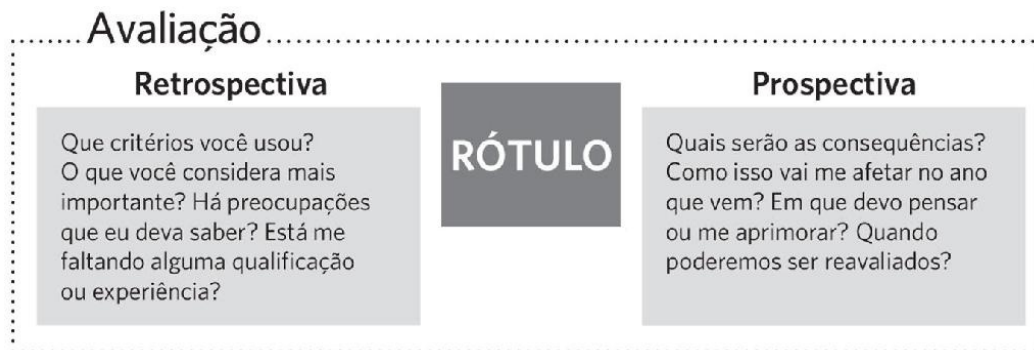 Avaliação
Retrospectiva
Que critérios você usou?
O que você considera mais
importante? Há preocupações
que eu deva saber? Está me
faltando alguma qualificação
ou experiência?
RÓTULO
Prospectiva
Quais serão as consequências?
Como isso vai me afetar no ano
que vem? Em que devo pensar
ou me aprimorar? Quando
poderemos ser reavaliados?